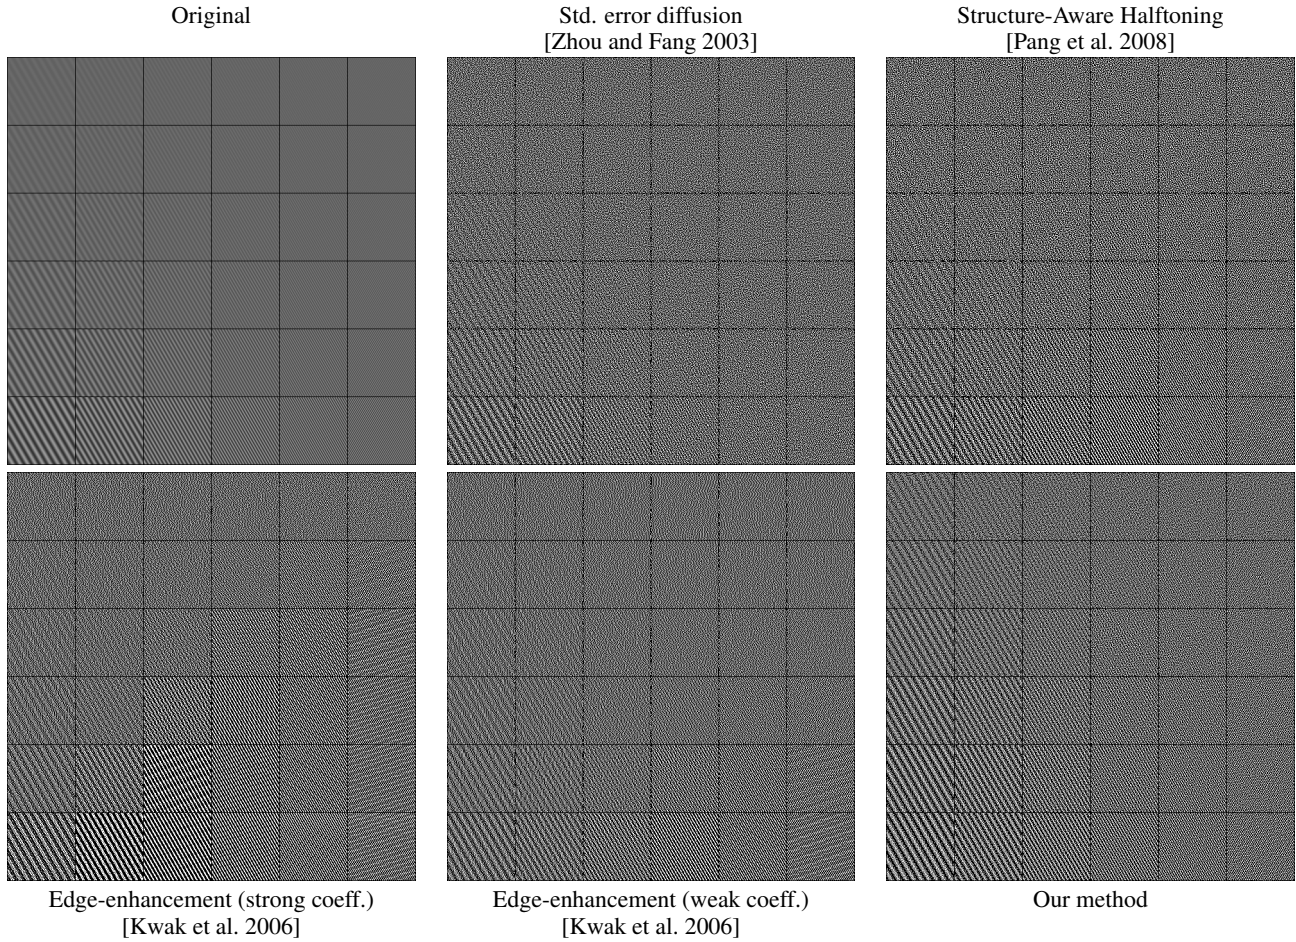 Original
Std. error diffusion
[Zhou and Fang 2003]
Structure-Aware Halftoning
[Pang et al. 2008]
Edge-enhancement (strong coeff.)
[Kwak et al. 2006]
Edge-enhancement (weak coeff.)
[Kwak et al. 2006]
Our method